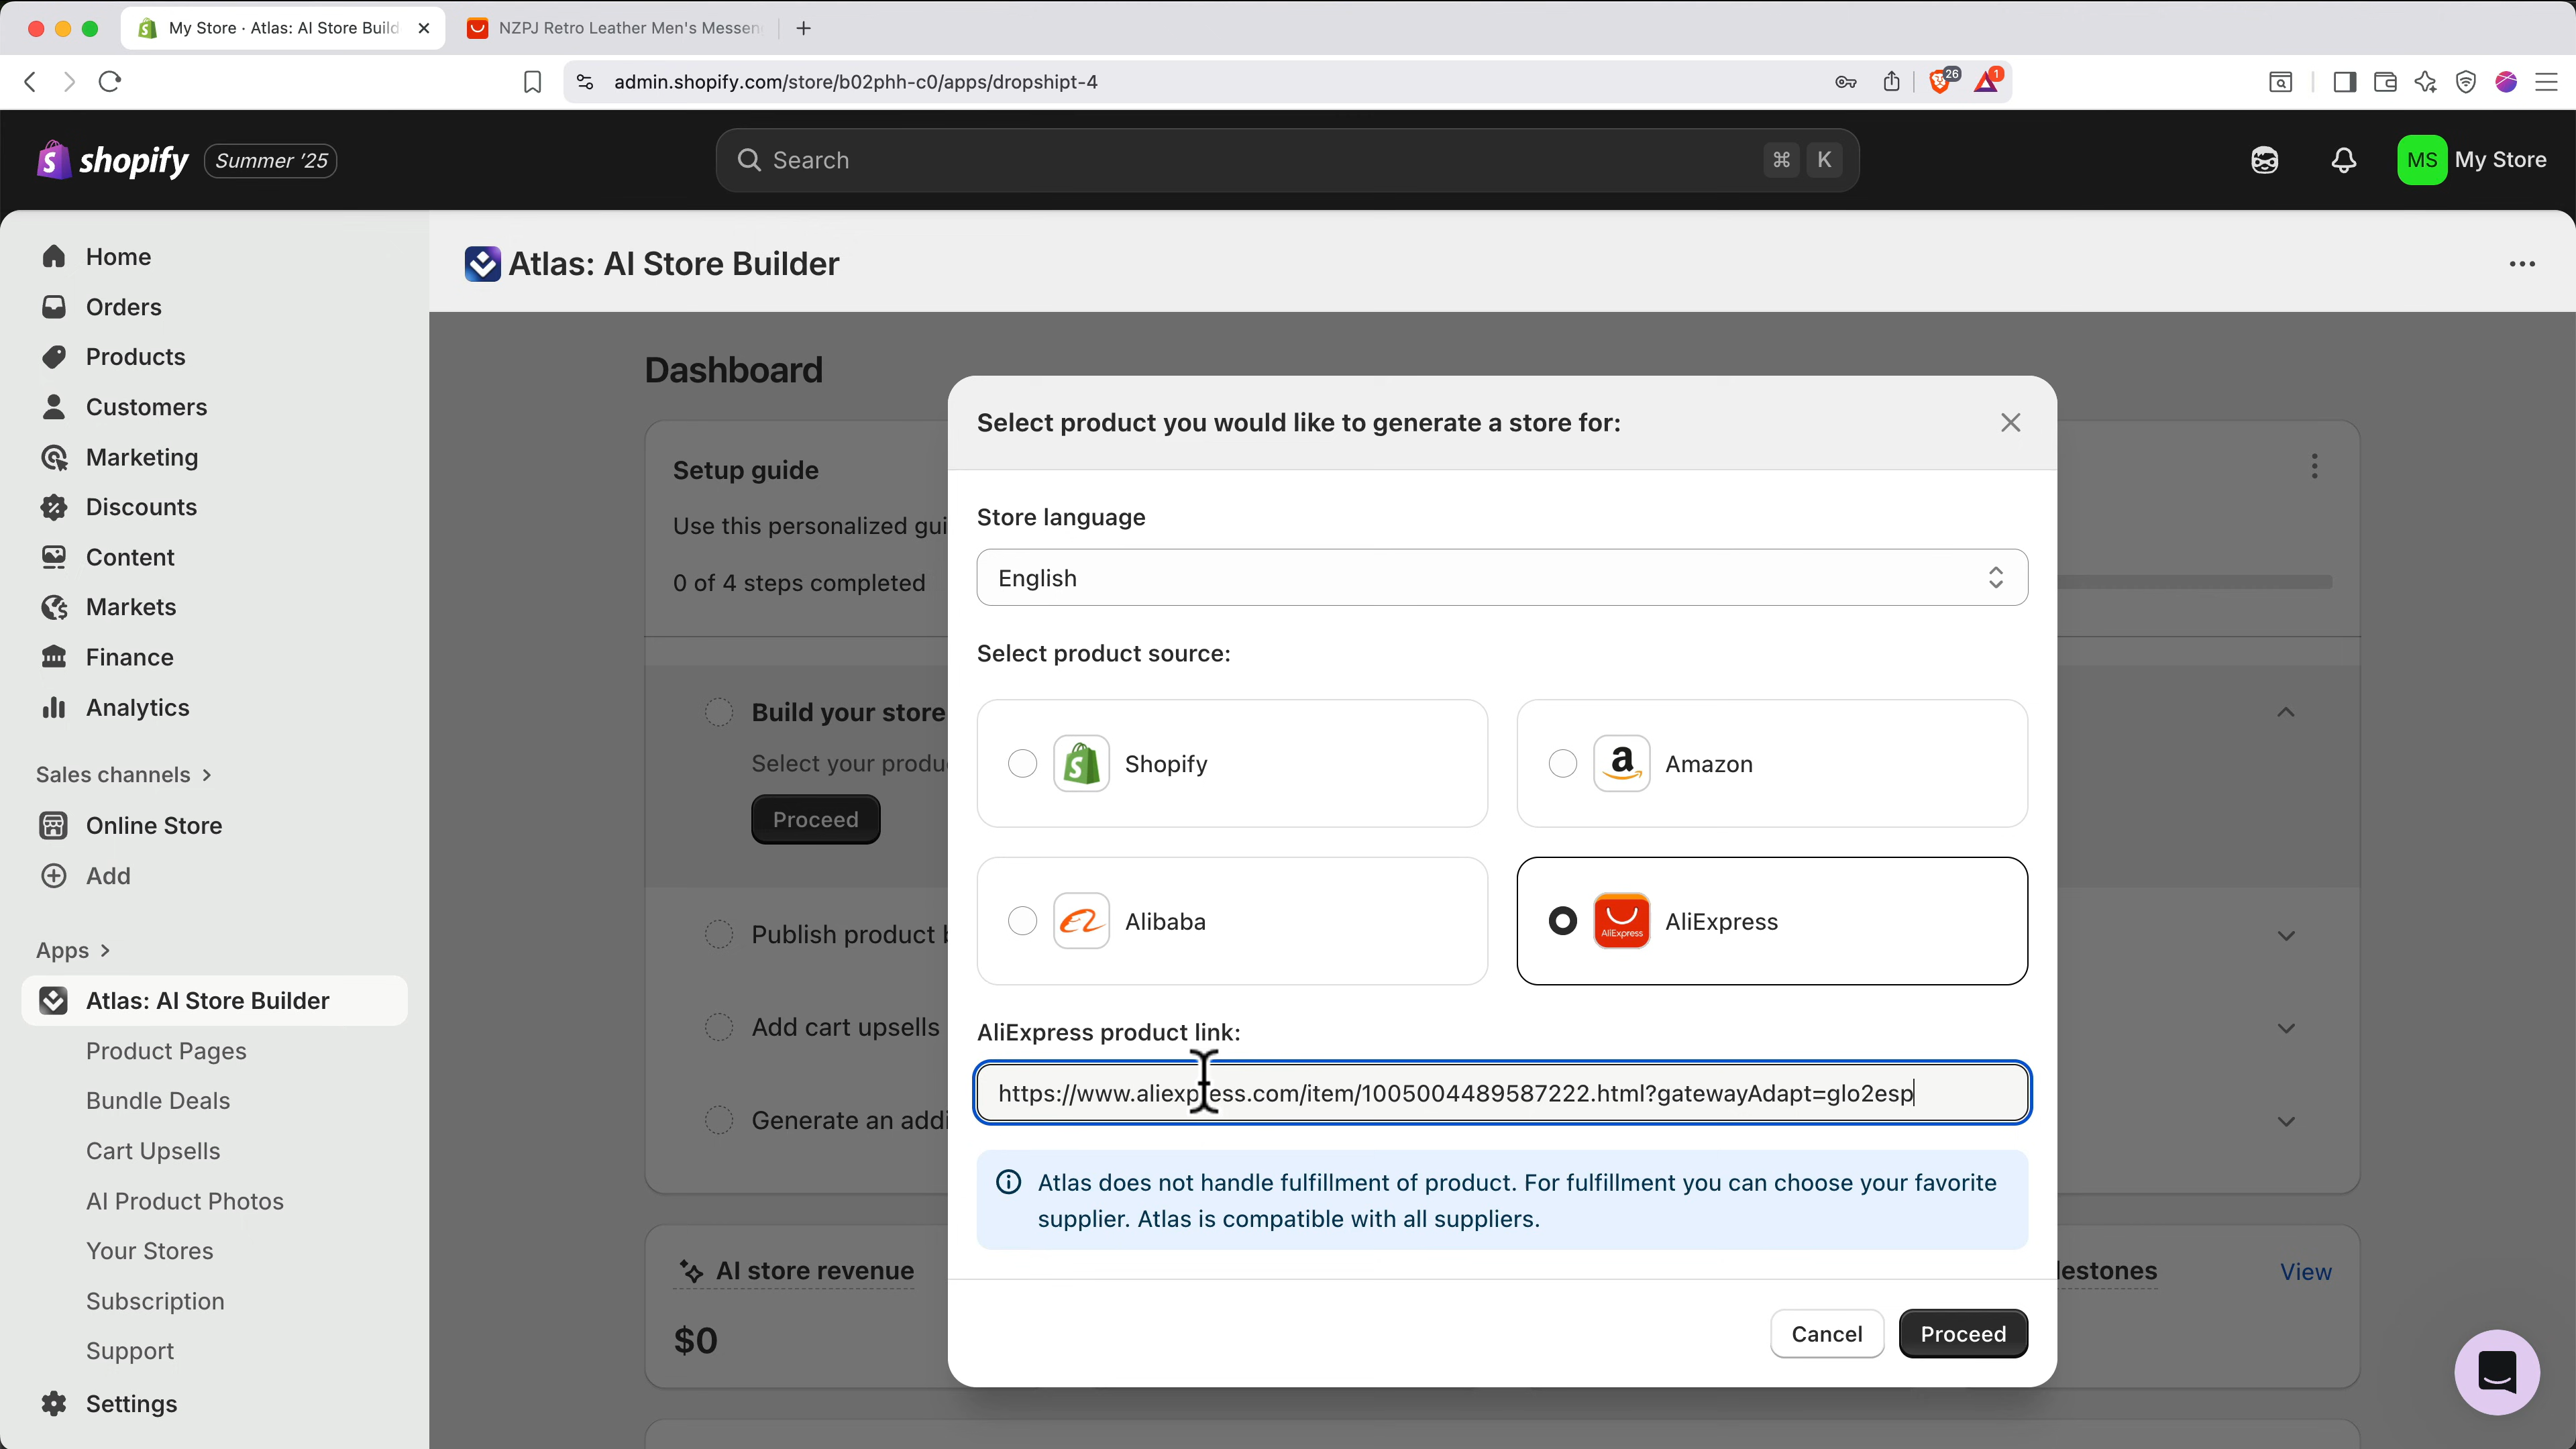 My Store · Atlas: AI Store Build
NZPJ Retro Leather Men's Messen
admin.shopify.com/store/b02phh-c0/apps/dropshipt-4
26
1
shopify
Summer '25
Search
⌘ K
MS My Store
Home
Orders
Products
Customers
Marketing
Discounts
Content
Markets
Finance
Analytics
Sales channels
Online Store
Add
Apps
Atlas: AI Store Builder
Product Pages
Bundle Deals
Cart Upsells
AI Product Photos
Your Stores
Subscription
Support
Settings
Atlas: AI Store Builder
Dashboard
Setup guide
Use this personalized gui
0 of 4 steps completed
Build your store
Select your produ
Proceed
Publish product b
Add cart upsells
Generate an addi
AI store revenue
$0
lestones
View
Select product you would like to generate a store for:
Store language
English
Select product source:
Shopify
Amazon
Alibaba
AliExpress
AliExpress
AliExpress product link:
https://www.aliexpress.com/item/1005004489587222.html?gatewayAdapt=glo2esp
Atlas does not handle fulfillment of product. For fulfillment you can choose your favorite
supplier. Atlas is compatible with all suppliers.
Cancel
Proceed